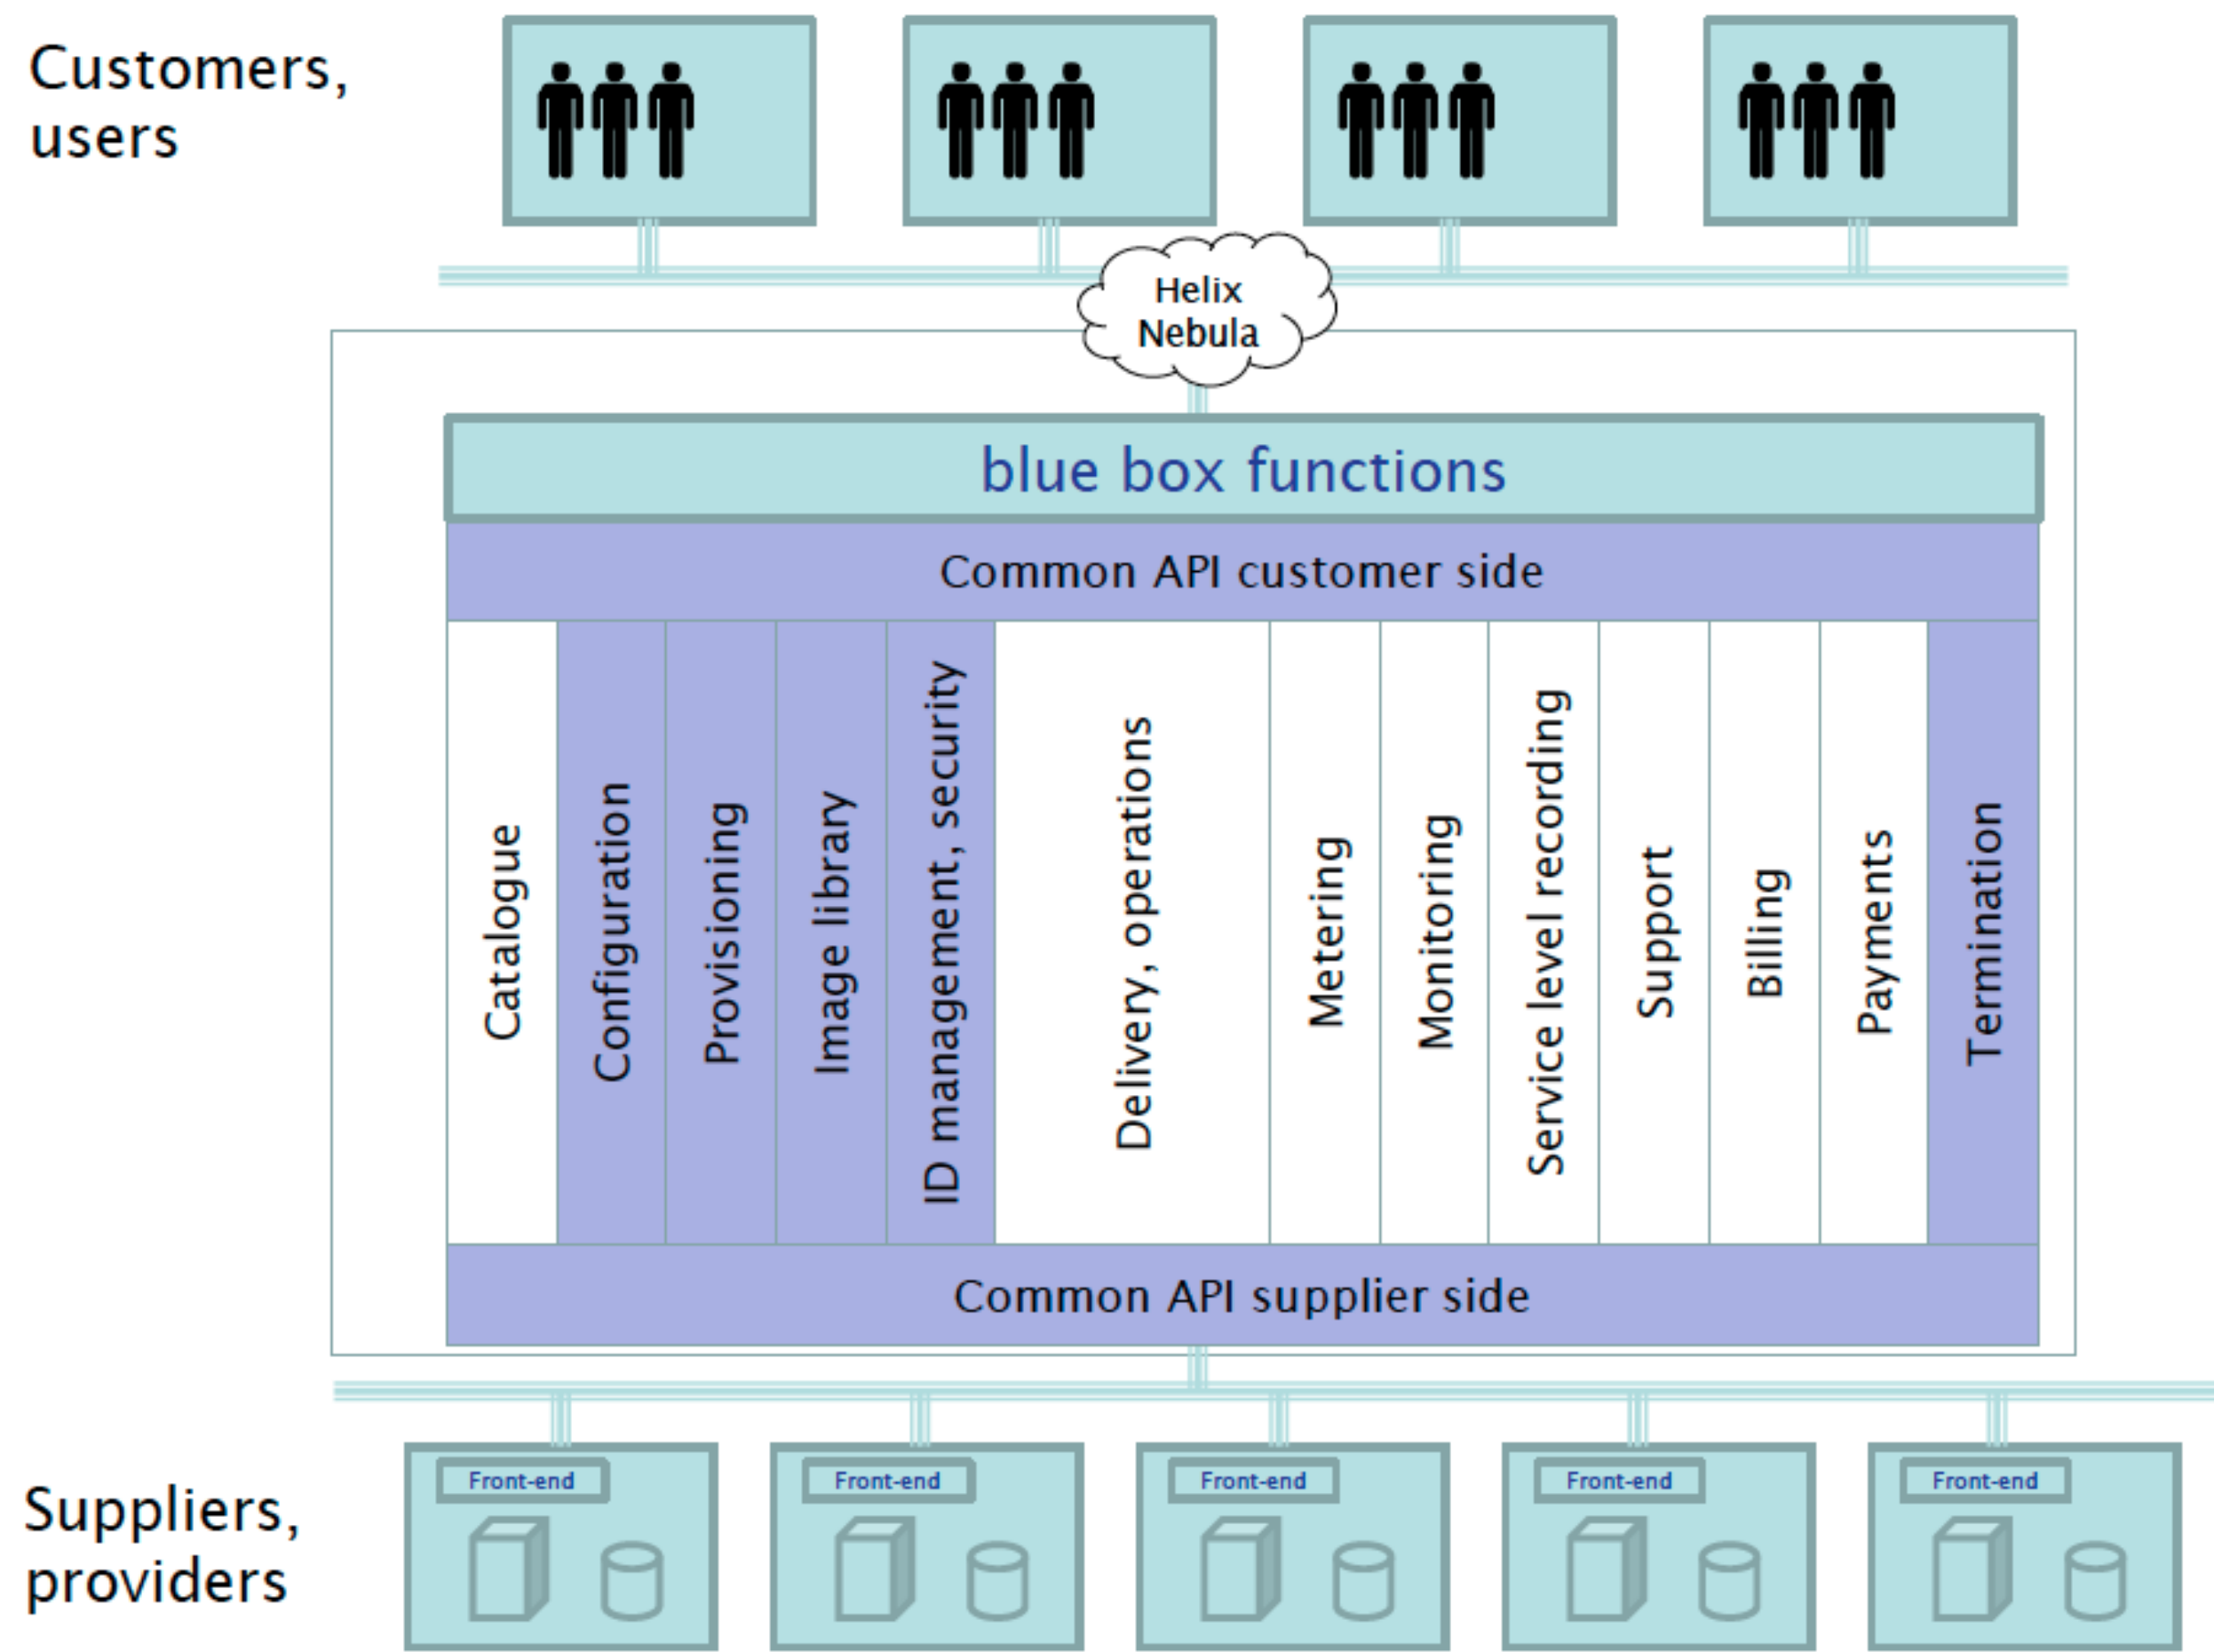 Customers,
users
Helix
Nebula
blue box functions
Common API customer side
Catalogue
Configuration
Provisioning
Image library
ID management, security
Delivery, operations
Metering
Monitoring
Service level recording
Support
Billing
Payments
Termination
Common API supplier side
Suppliers,
providers
Front-end
Front-end
Front-end
Front-end
Front-end